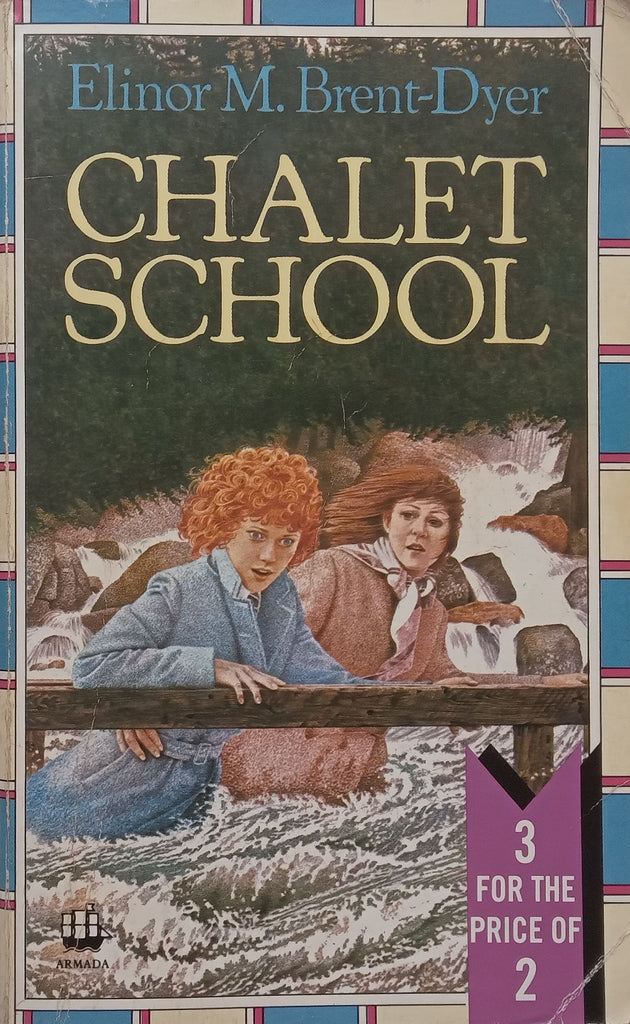 Elinor M. Brent-Dyer
CHALET
SCHOOL
3
FOR THE
PRICE OF
2
ARMADA